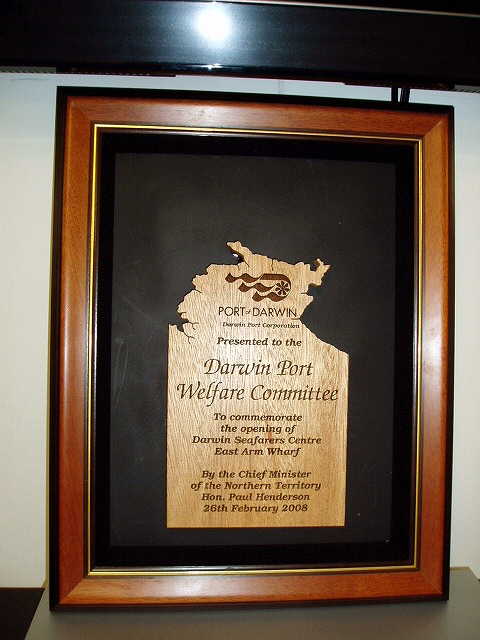 PORT of DARWIN
Darwin Port Corporation
Presented to the
Darwin Port
Welfare Committee
To commemorate
the opening of
Darwin Seafarers Centre
East Arm Wharf
By the Chief Minister
of the Northern Territory
Hon. Paul Henderson
26th February 2008